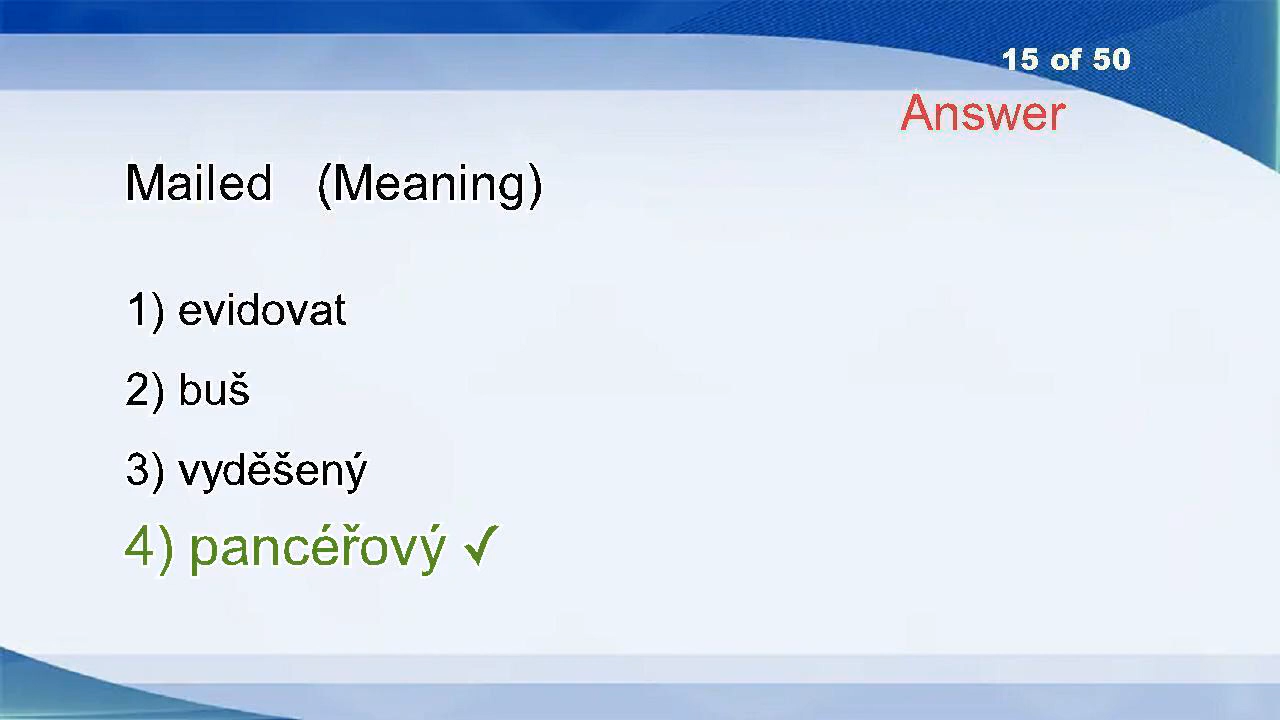 15 of 50
Answer
Mailed (Meaning)
1) evidovat
2) buš
3) vyděšený
4) pancéřový ✓